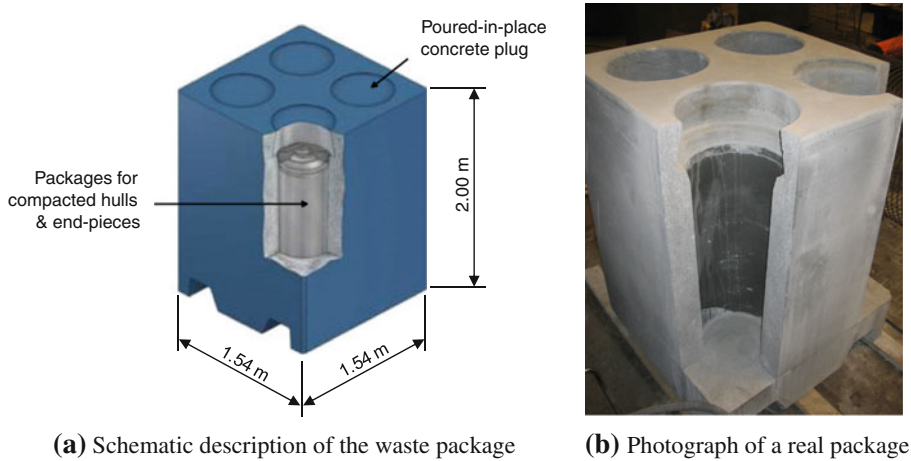 Poured-in-place
concrete plug
Packages for
compacted hulls
& end-pieces
2.00 m
1.54 m
1.54 m
(a) Schematic description of the waste package
(b) Photograph of a real package